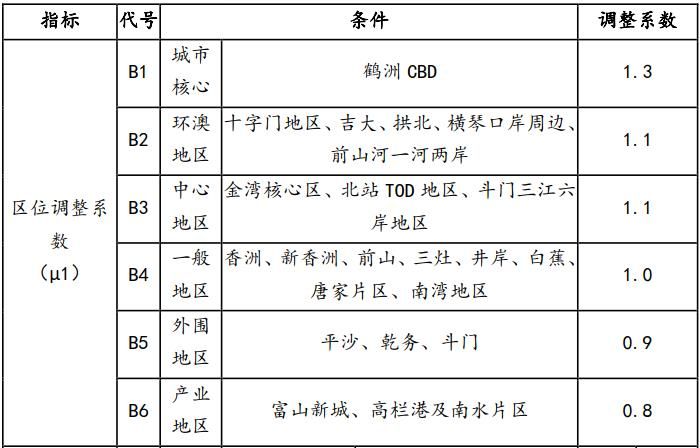 指标 代号 条件 调整系数
区位调整系
数
（μ1）
B1 城市
核心 鹤洲 CBD 1.3
B2 环澳
地区 十字门地区、吉大、拱北、横琴口岸周边、
前山河一河两岸 1.1
B3 中心
地区 金湾核心区、北站 TOD 地区、斗门三江六
岸地区 1.1
B4 一般
地区 香洲、新香洲、前山、三灶、井岸、白蕉、
唐家片区、南湾地区 1.0
B5 外围
地区 平沙、乾务、斗门 0.9
B6 产业
地区 富山新城、高栏港及南水片区 0.8